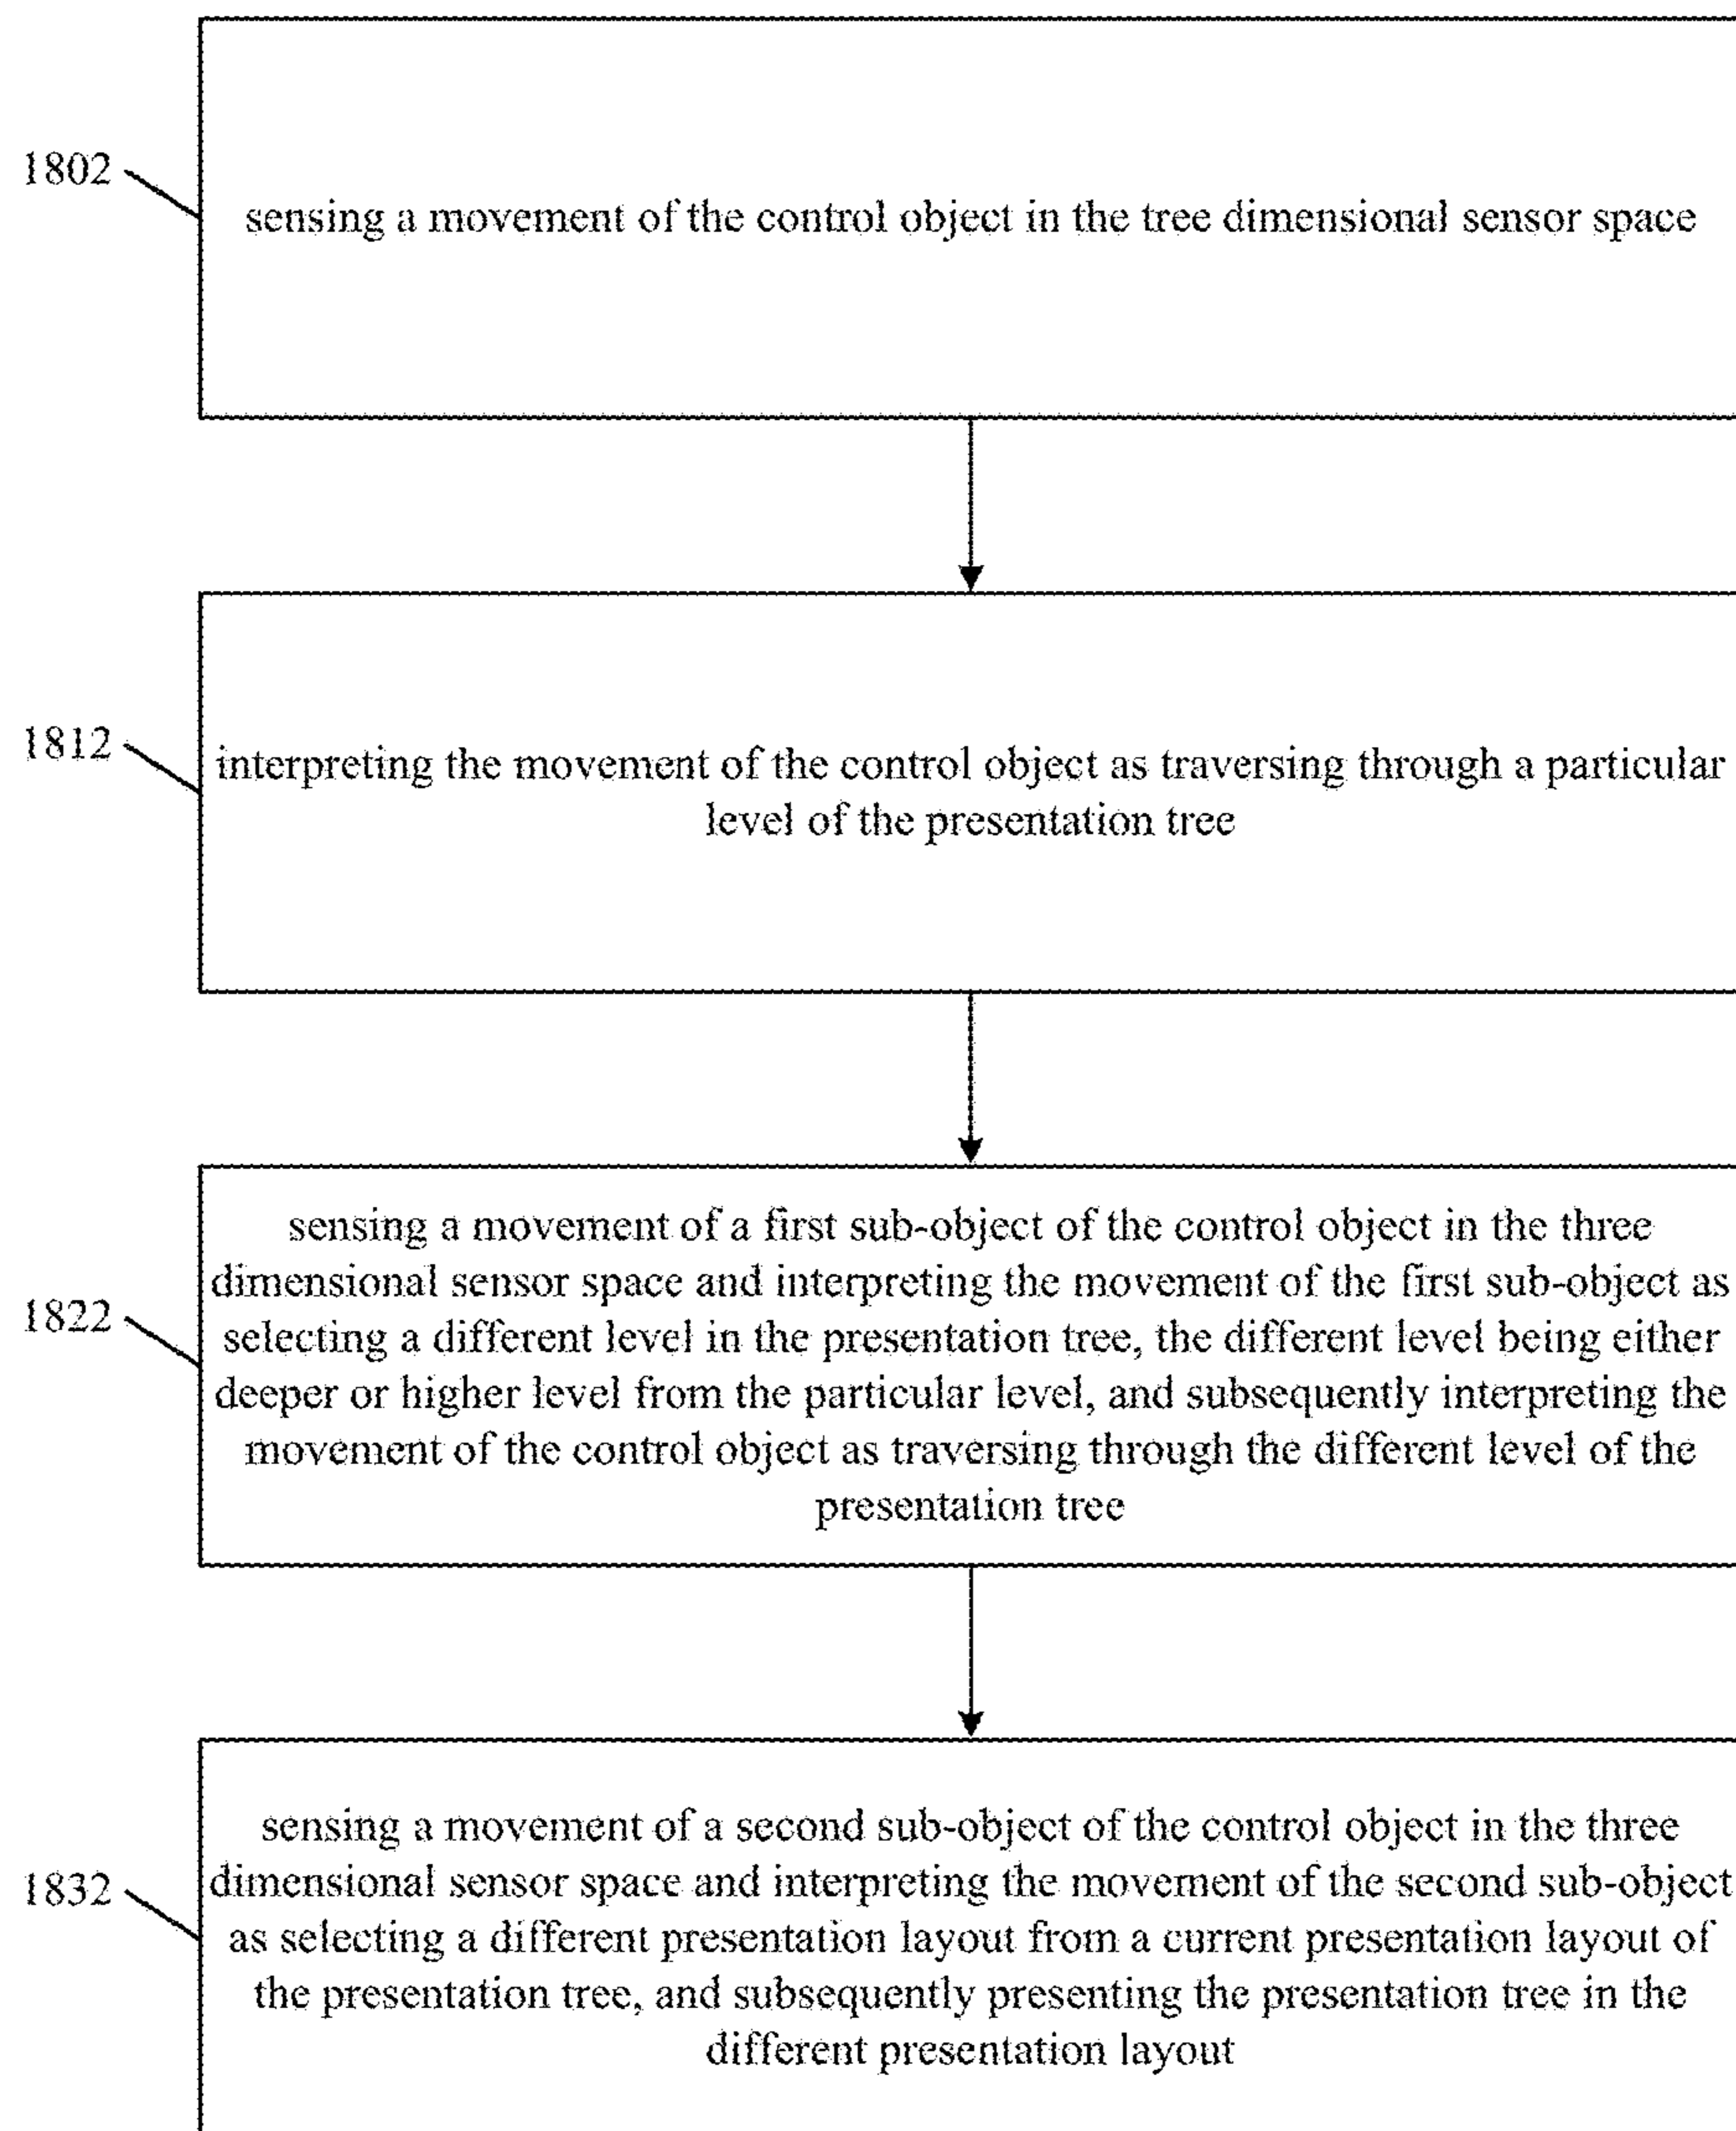 1802
sensing a movement of the control object in the tree dimensional sensor space
1812
interpreting the movement of the control object as traversing through a particular
level of the presentation tree
1822
sensing a movement of a first sub-object of the control object in the three
dimensional sensor space and interpreting the movement of the first sub-object as
selecting a different level in the presentation tree, the different level being either
deeper or higher level from the particular level, and subsequently interpreting the
movement of the control object as traversing through the different level of the
presentation tree
1832
sensing a movement of a second sub-object of the control object in the three
dimensional sensor space and interpreting the movement of the second sub-object
as selecting a different presentation layout from a current presentation layout of
the presentation tree, and subsequently presenting the presentation tree in the
different presentation layout